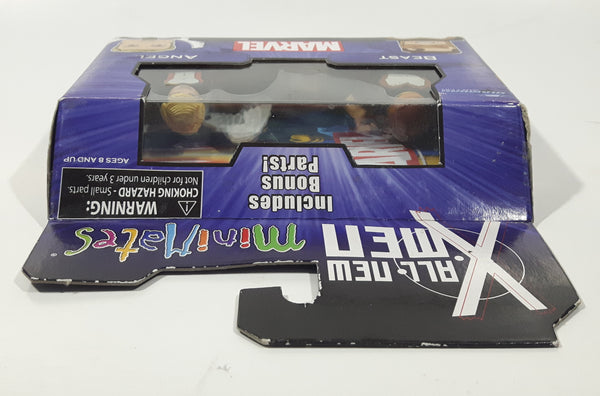 ALL NEW
X-MEN
MiniMates
®
Includes
Bonus
Parts!
⚠ WARNING:
CHOKING HAZARD - Small parts.
Not for children under 3 years.
AGES 8 AND UP
BEAST
ANGEL
MARVEL